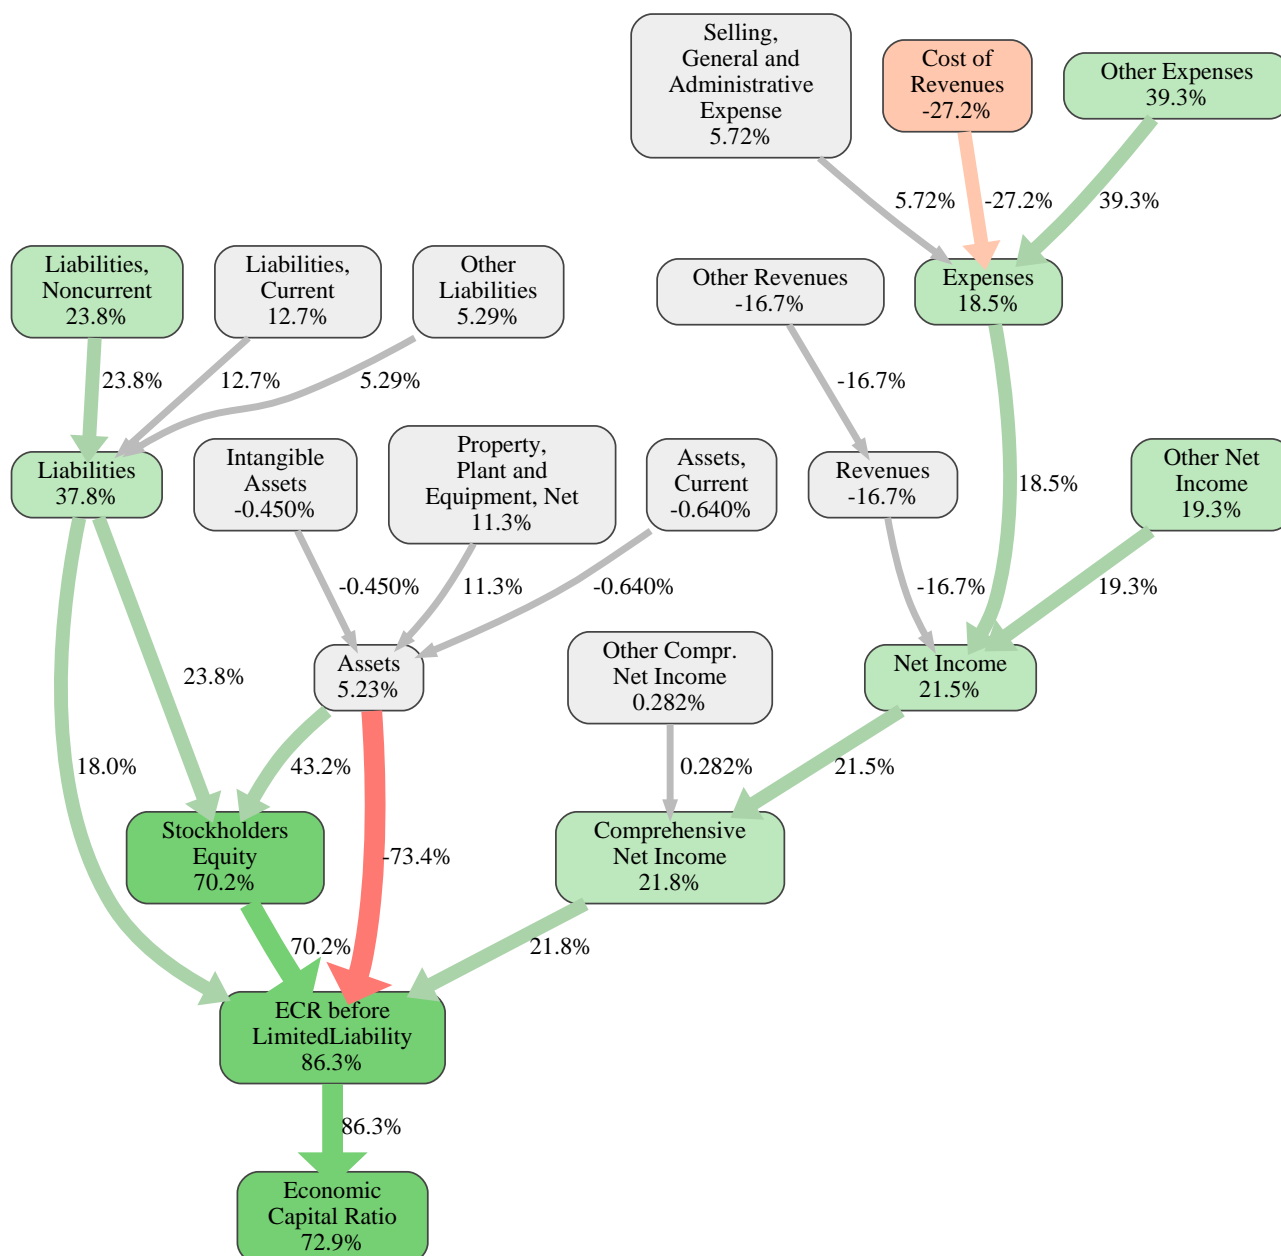 Selling,
General and
Administrative
Expense
5.72%
Cost of
Revenues
-27.2%
Other Expenses
39.3%
5.72%
-27.2%
39.3%
Liabilities,
Noncurrent
23.8%
Liabilities,
Current
12.7%
Other
Liabilities
5.29%
Other Revenues
-16.7%
Expenses
18.5%
23.8%
12.7%
5.29%
-16.7%
Liabilities
37.8%
Intangible
Assets
-0.450%
Property,
Plant and
Equipment, Net
11.3%
Assets,
Current
-0.640%
Revenues
-16.7%
18.5%
Other Net
Income
19.3%
-0.450%
11.3%
-0.640%
-16.7%
19.3%
23.8%
Assets
5.23%
Other Compr.
Net Income
0.282%
Net Income
21.5%
18.0%
43.2%
0.282%
21.5%
Stockholders
Equity
70.2%
-73.4%
Comprehensive
Net Income
21.8%
70.2%
21.8%
ECR before
LimitedLiability
86.3%
86.3%
Economic
Capital Ratio
72.9%